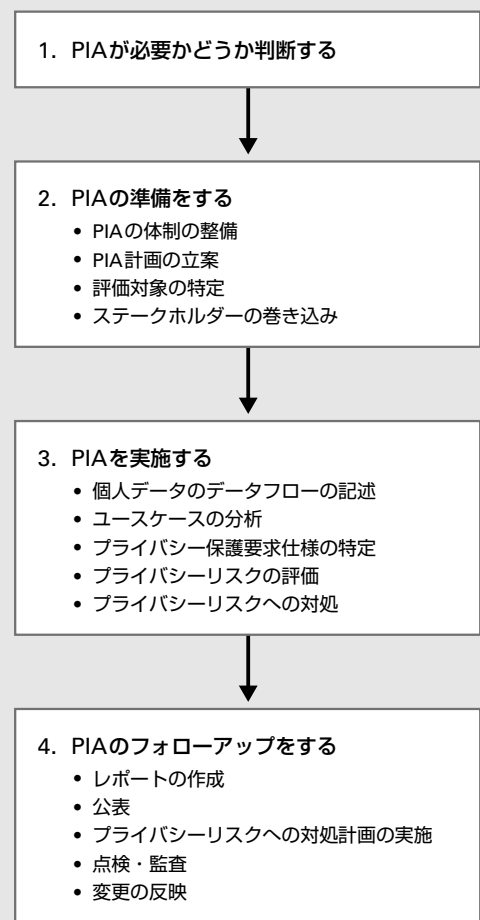 1. PIAが必要かどうか判断する
2. PIAの準備をする
• PIAの体制の整備
• PIA計画の立案
• 評価対象の特定
• ステークホルダーの巻き込み
3. PIAを実施する
• 個人データのデータフローの記述
• ユースケースの分析
• プライバシー保護要求仕様の特定
• プライバシーリスクの評価
• プライバシーリスクへの対処
4. PIAのフォローアップをする
• レポートの作成
• 公表
• プライバシーリスクへの対処計画の実施
• 点検・監査
• 変更の反映